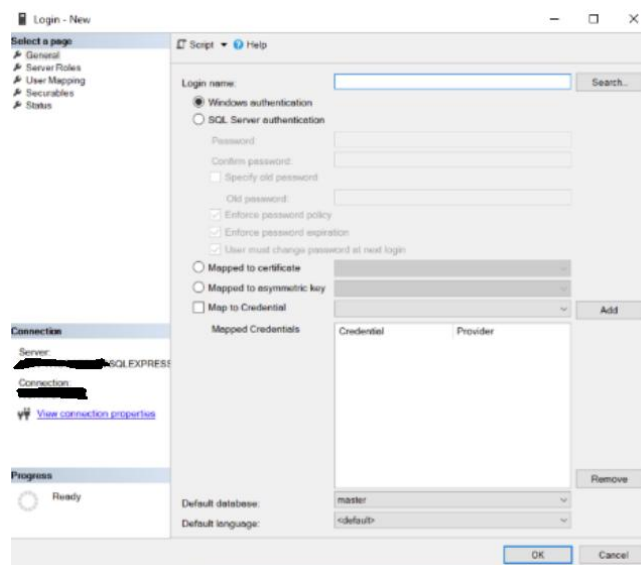 Login - New
Select a page
General
Server Roles
User Mapping
Securables
Status
Script Help
Login name:
Search...
Windows authentication
SQL Server authentication
Password:
Confirm password:
Specify old password
Old password:
Enforce password policy
Enforce password expiration
User must change password at next login
Mapped to certificate
Mapped to asymmetric key
Map to Credential
Add
Mapped Credentials
Credential Provider
Remove
Default database: master
Default language: <default>
Connection
Server:
SQLEXPRESS
Connection:
View connection properties
Progress
Ready
OK Cancel